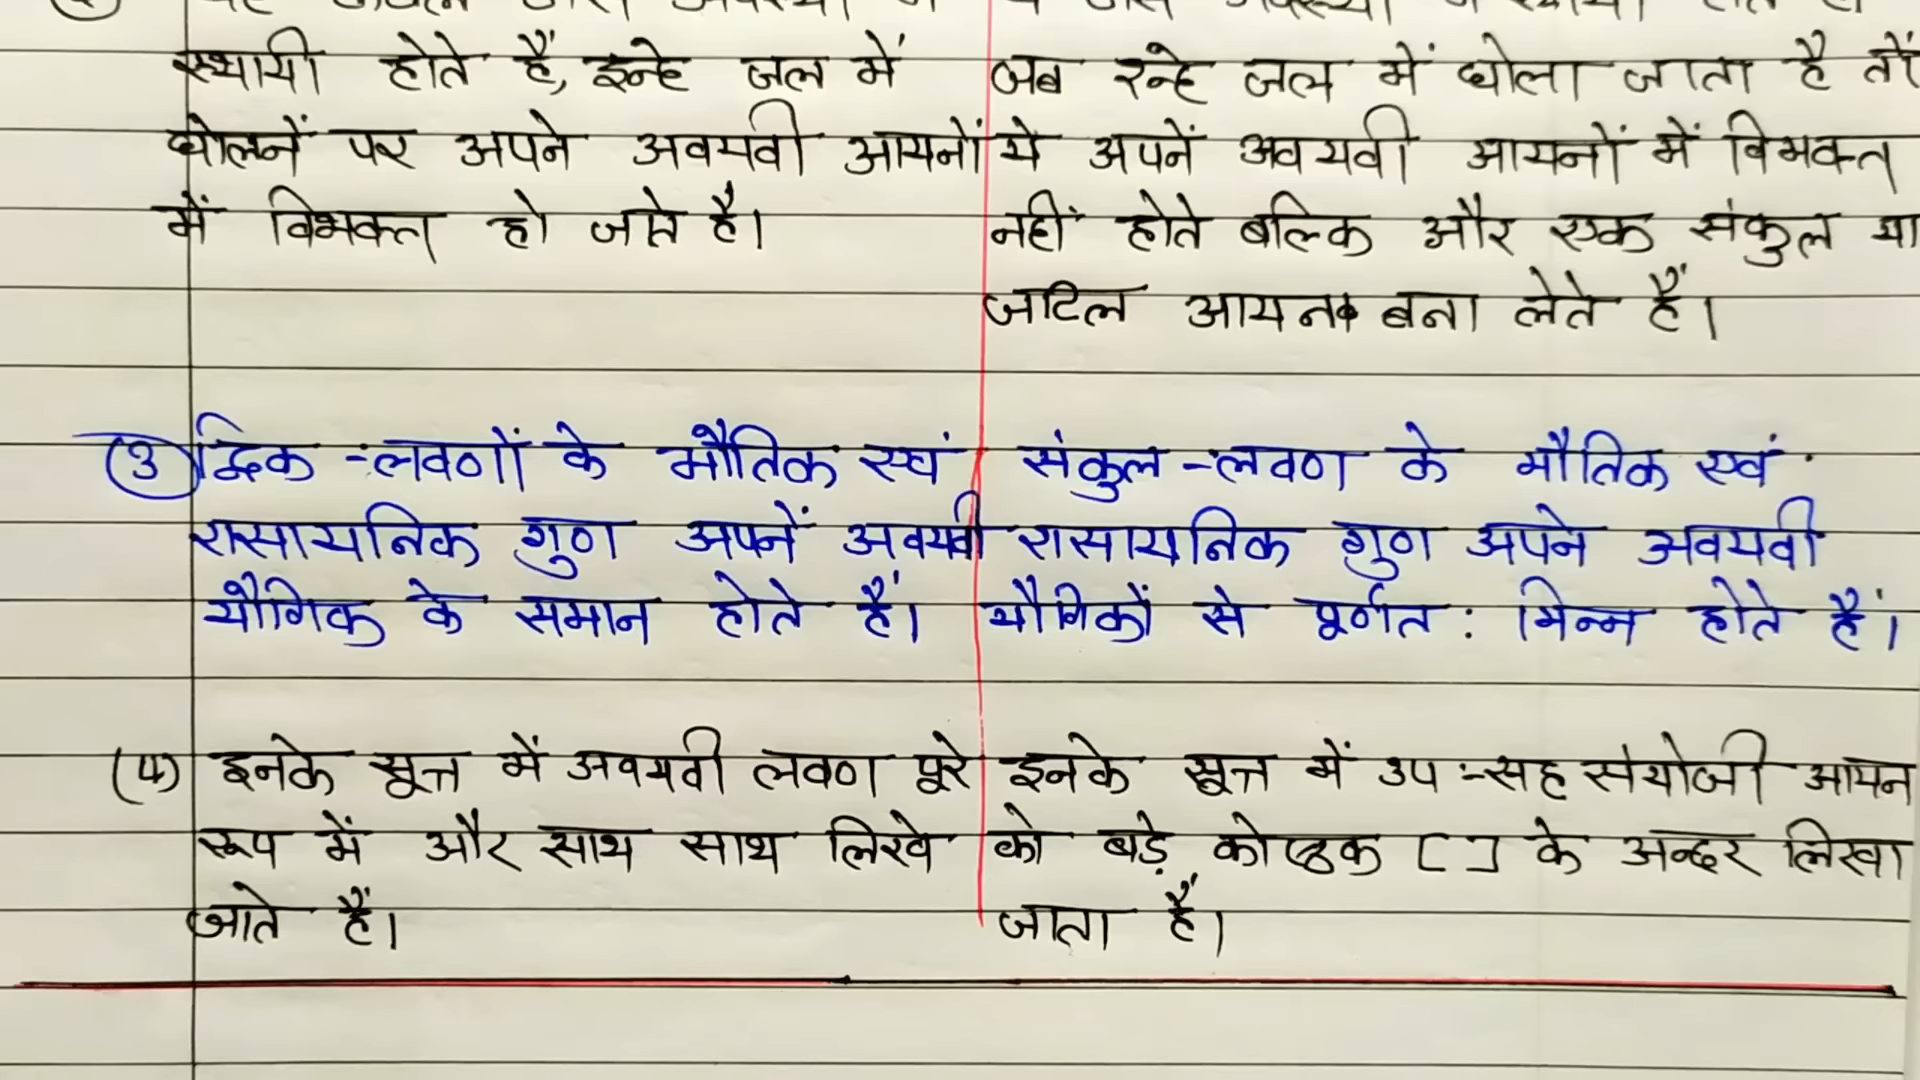 स्थायी होते हैं, इन्हे जल में
घोलनें पर अपने अवयवी आयनों
में विभक्त हो जाते है।
जब इन्हे जल में घोला जाता है तों
ये अपनें अवयवी आयनों में विभक्त
नहीं होते बल्कि और एक संकुल या
जटिल आयन बना लेते हैं।
(3) द्विक -लवणों के भौतिक एवं
रासायनिक गुण अपनें अवयवी
यौगिक के समान होते हैं।
संकुल -लवण के भौतिक एवं
रासायनिक गुण अपने अवयवी
यौगिकों से पूर्णत: भिन्न होते हैं।
(4) इनके सूत्त में अवयवी लवण पूरे
रूप में और साथ साथ लिखे
जाते हैं।
इनके सूत्त में उप -सह संयोजी आयन
को बड़े कोष्ठक [ ] के अन्दर लिखा
जाता हैं।